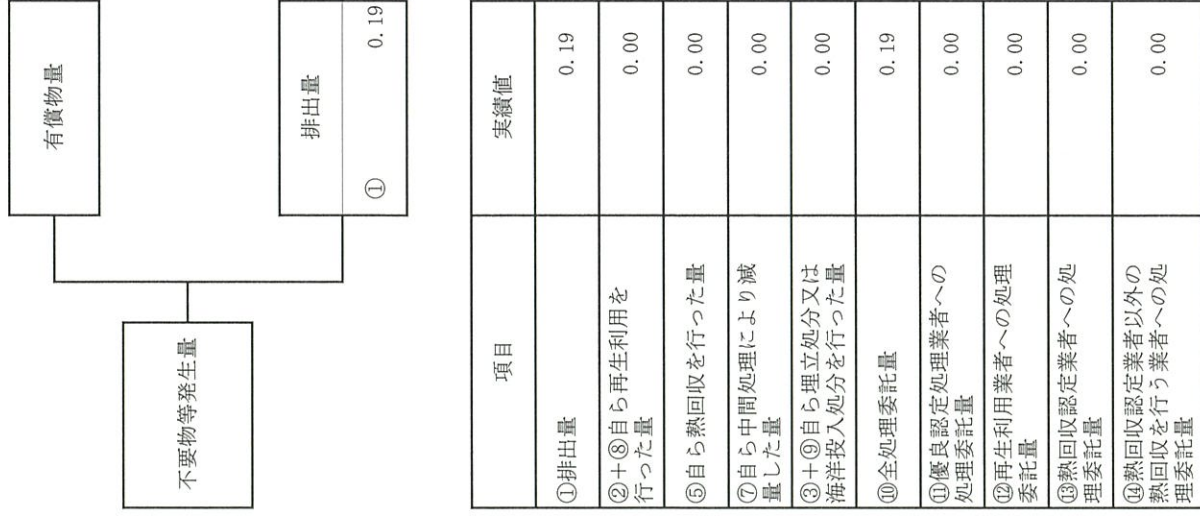 不要物等発生量
有償物量
排出量
① 0.19
項目 実績値
①排出量 0.19
②+⑧自ら再生利用を
行った量 0.00
⑤自ら熱回収を行った量 0.00
⑦自ら中間処理により減
量した量 0.00
③+⑨自ら埋立処分又は
海洋投入処分を行った量 0.00
⑩全処理委託量 0.19
⑪優良認定処理業者への
処理委託量 0.00
⑫再生利用業者への処理
委託量 0.00
⑬熱回収認定業者への処
理委託量 0.00
⑭熱回収認定業者以外の
熱回収を行う業者への処
理委託量 0.00